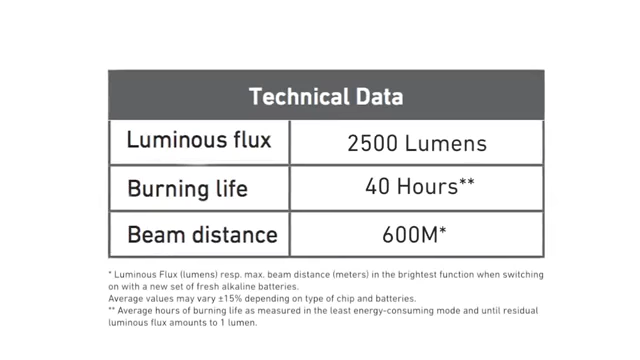 Technical Data
Luminous flux 2500 Lumens
Burning life 40 Hours**
Beam distance 600M*
* Luminous Flux (lumens) resp. max. beam distance (meters) in the brightest function when switching
on with a new set of fresh alkaline batteries.
Average values may vary ±15% depending on type of chip and batteries.
** Average hours of burning life as measured in the least energy-consuming mode and until residual
luminous flux amounts to 1 lumen.